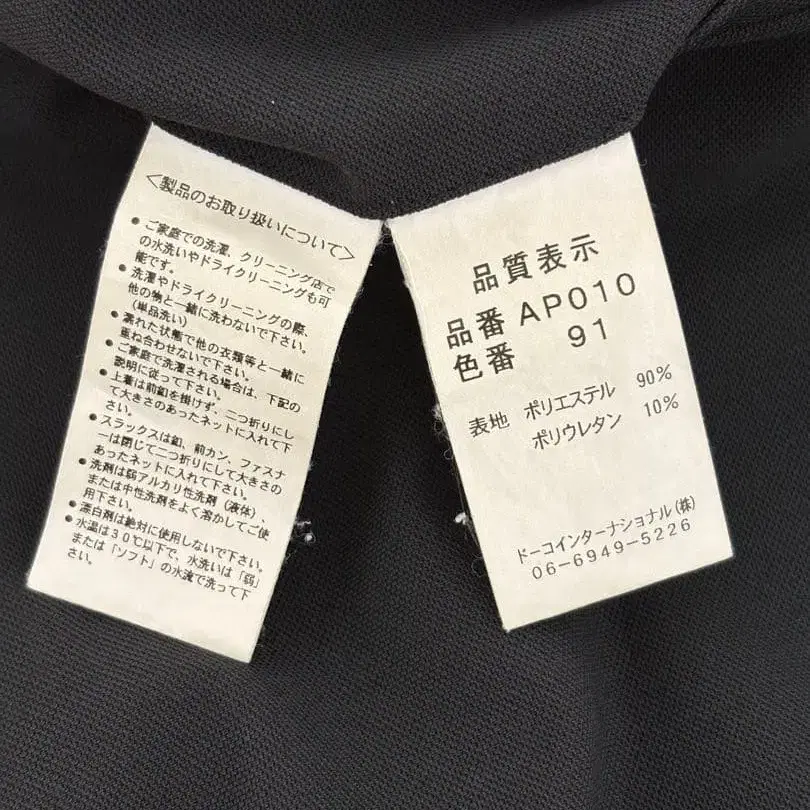 <製品のお取り扱いについて>
● ご家庭での洗濯、クリーニング店で
の水洗いやドライクリーニングも可
能です。
● 洗濯やドライクリーニングの際、
他の物と一緒に洗わないで下さい。
(単品洗い)
● 濡れた状態で他の衣類等と一緒に
重ね合わせないで下さい。
● ご家庭で洗濯される場合は、下記の
説明に従って下さい。
● 上着は前釦を掛けず、二つ折りにし
て大きさのあったネットに入れて下
さい。
● スラックスは釦、前カン、ファスナ
ーは閉じて二つ折りにして大きさの
あったネットに入れて下さい。
● 洗剤は弱アルカリ性洗剤(液体)
または中性洗剤をよく溶かしてご使
用下さい。
● 漂白剤は絶対に使用しないで下さい。
● 水温は30℃以下で、水洗いは「弱」
または「ソフト」の水流で洗って下
さい。
品質表示
品番 AP010
色番 91
表地 ポリエステル 90%
ポリウレタン 10%
ドーコインターナショナル(株)
06-6949-5226